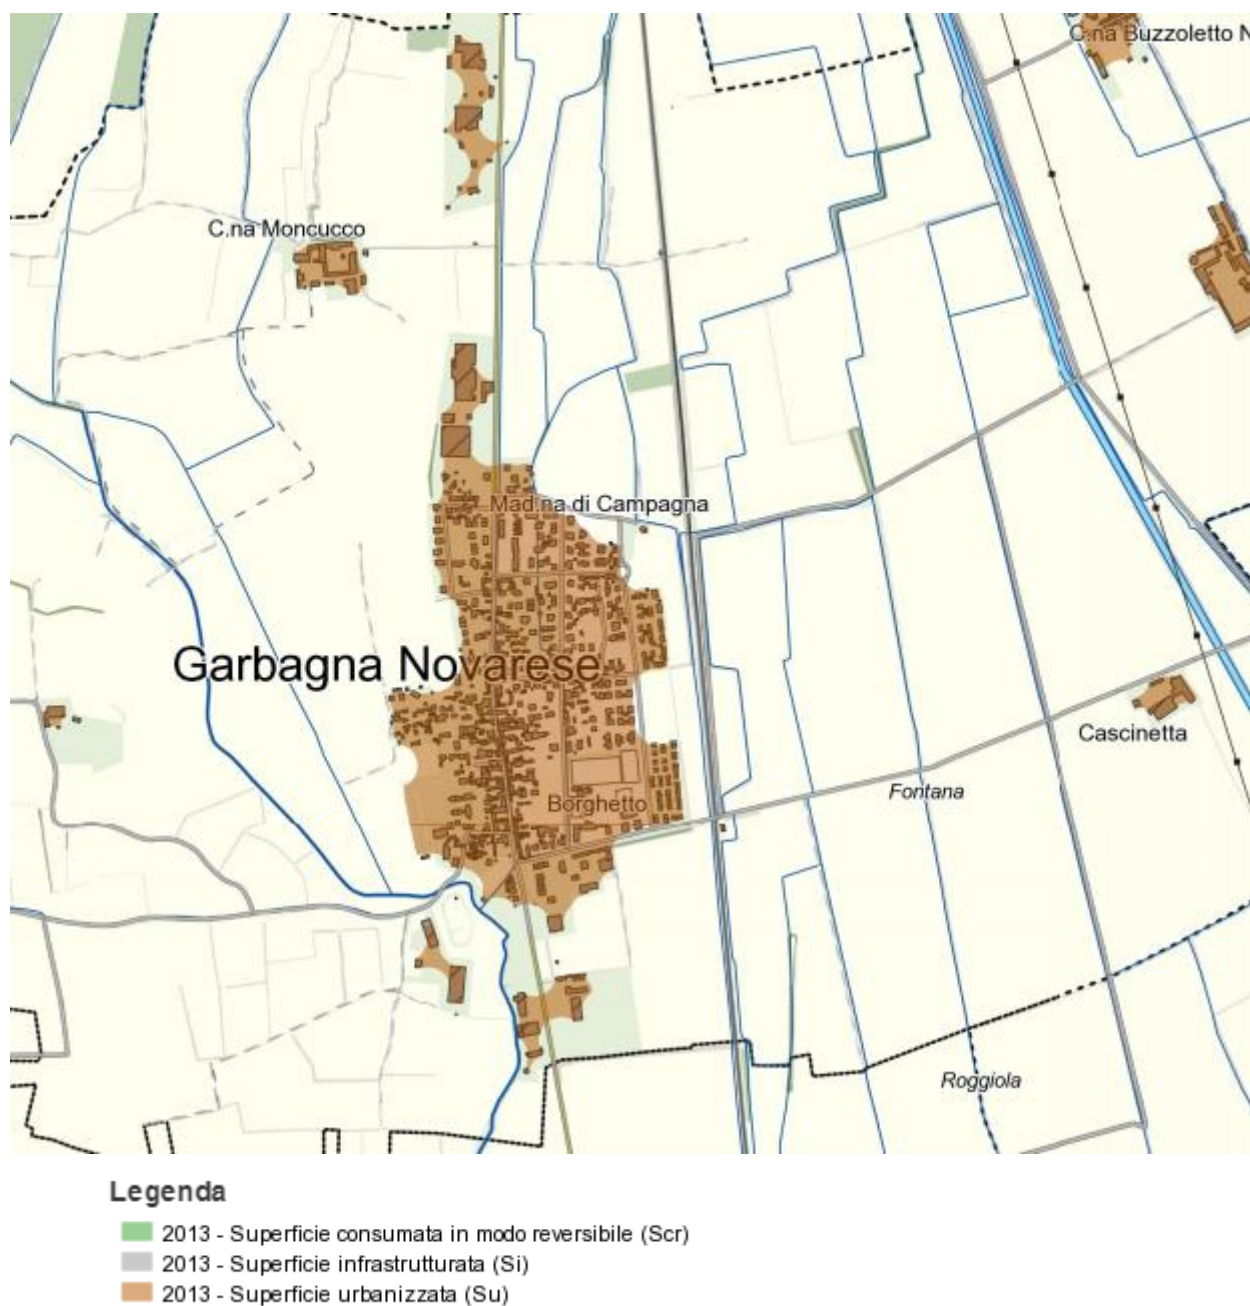 C.na Buzzoletto N
C.na Moncucco
Mad.na di Campagna
Garbagna Novarese
Cascinetta
Fontana
Borghetto
Roggiola
Legenda
2013 - Superficie consumata in modo reversibile (Scr)
2013 - Superficie infrastrutturata (Si)
2013 - Superficie urbanizzata (Su)